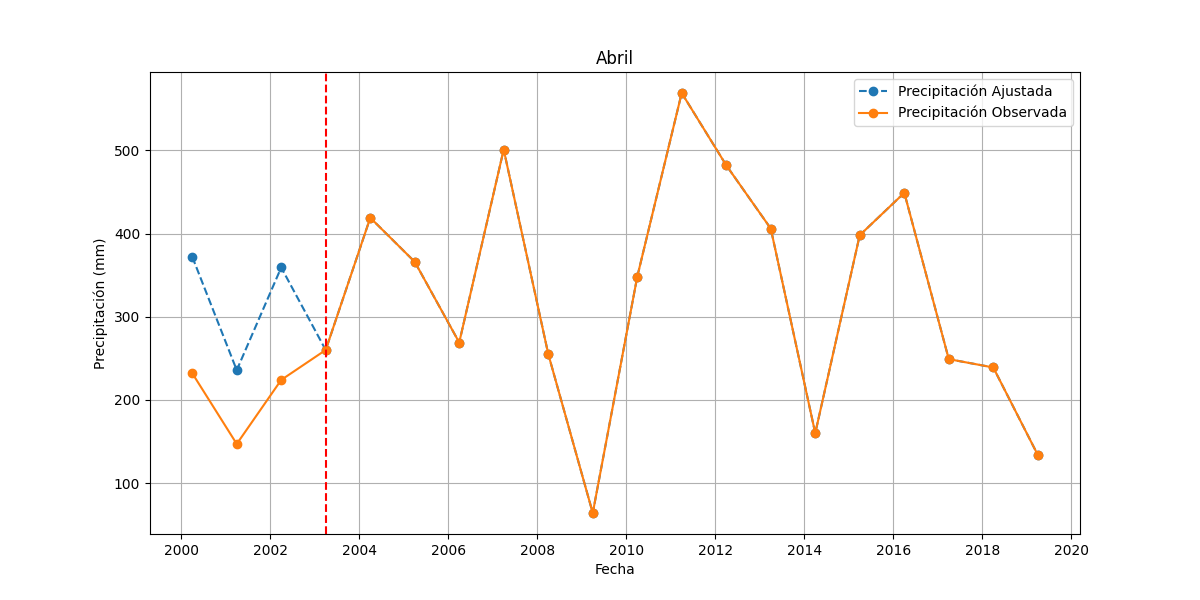 Abril
Precipitación Ajustada
Precipitación Observada
Precipitación (mm)
500
400
300
200
100
2000 2002 2004 2006 2008 2010 2012 2014 2016 2018 2020
Fecha